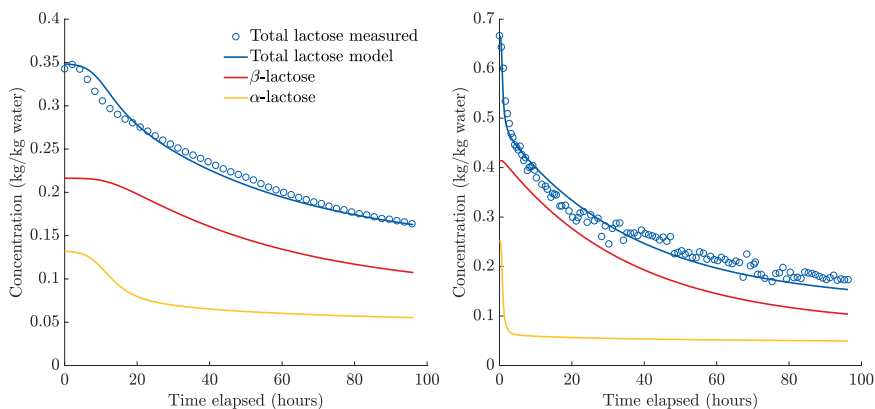 0.4
0.35
0.3
0.25
0.2
0.15
0.1
0.05
0
Concentration (kg/kg water)
0 20 40 60 80 100
Time elapsed (hours)
Total lactose measured
Total lactose model
β-lactose
α-lactose
0.7
0.6
0.5
0.4
0.3
0.2
0.1
0
Concentration (kg/kg water)
0 20 40 60 80 100
Time elapsed (hours)